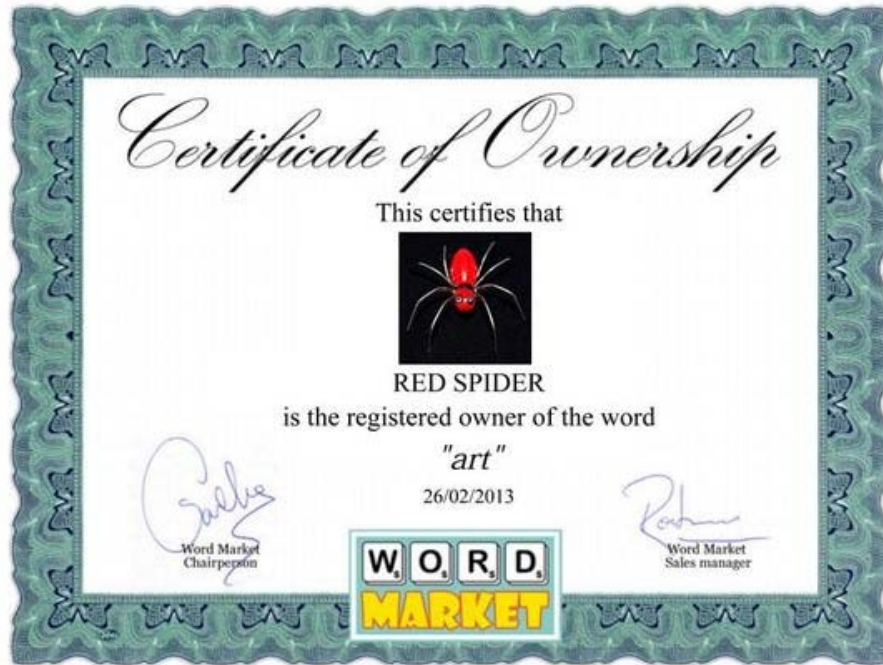 Certificate of Ownership
This certifies that
RED SPIDER
is the registered owner of the word
"art"
26/02/2013
Word Market
Chairperson
Word Market
Sales manager
WORD
MARKET